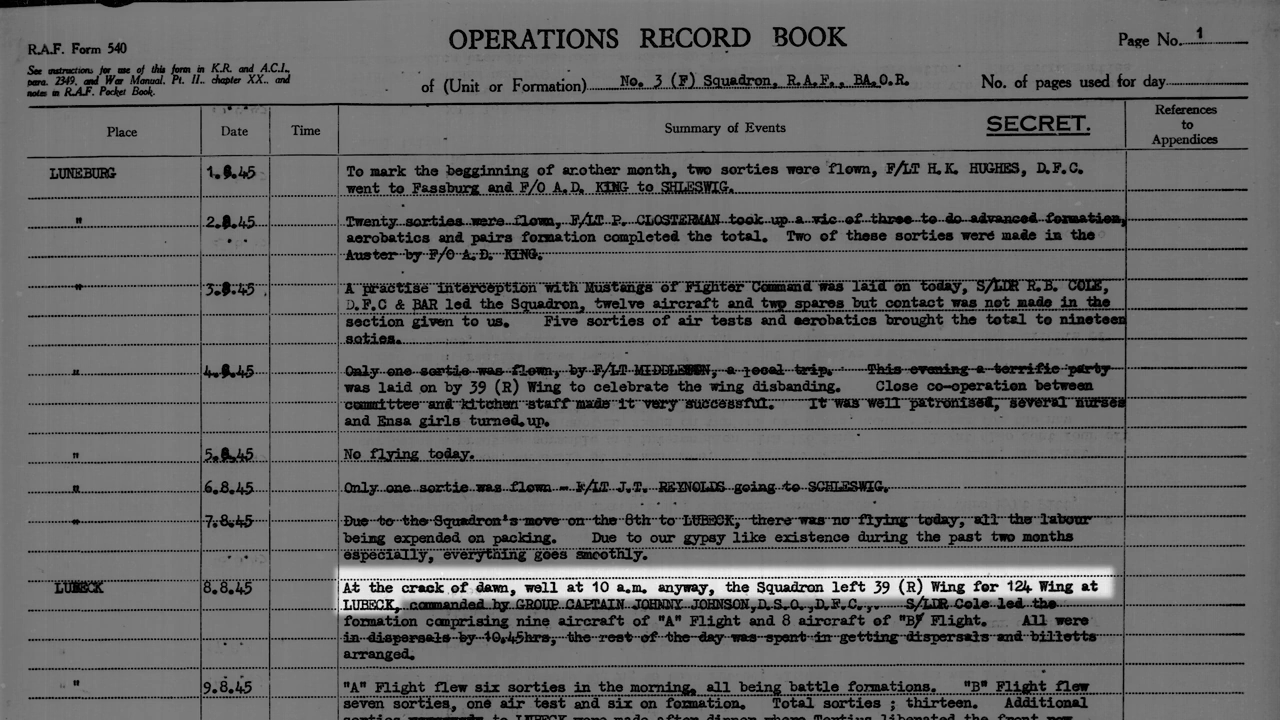 R.A.F. Form 540
OPERATIONS RECORD BOOK
Page No. 1
See instructions for use of this form in K.R. and A.C.I.,
para. 2349, and War Manual. Pt. II., chapter XX., and
notes in R.A.F. Pocket Book.
of (Unit or Formation) No. 3 (F) Squadron, R.A.F., BA.O.R.
No. of pages used for day
Place Date Time Summary of Events SECRET. References to Appendices
LUNEBURG 1.8.45 To mark the beggining of another month, two sorties were flown, F/LT H.K. HUGHES, D.F.C.
went to Fassburg and F/O A.D. KING to SHLESWIG.
" 2.8.45 Twenty sorties were flown, F/LT P. CLOSTERMAN took up a vic of three to do advanced formation,
aerobatics and pairs formation completed the total. Two of these sorties were made in the
Auster by F/O A.D. KING.
" 3.8.45 A practise interception with Mustangs of Fighter Command was laid on today, S/LDR R.B. COLE,
D.F.C & BAR led the Squadron, twelve aircraft and two spares but contact was not made in the
section given to us. Five sorties of air tests and aerobatics brought the total to nineteen
soties.
" 4.8.45 Only one sortie was flown, by F/LT MIDDLETON, a local trip. This evening a terrific party
was laid on by 39 (R) Wing to celebrate the wing disbanding. Close co-operation between
committee and kitchen staff made it very successful. It was well patronised, several nurses
and Ensa girls turned up.
" 5.8.45 No flying today.
" 6.8.45 Only one sortie was flown - F/LT J.T. REYNOLDS going to SCHLESWIG.
" 7.8.45 Due to the Squadron's move on the 8th to LUBECK, there was no flying today, all the labour
being expended on packing. Due to our gypsy like existence during the past two months
especially, everything goes smoothly.
LUBECK 8.8.45 At the crack of dawn, well at 10 a.m. anyway, the Squadron left 39 (R) Wing for 124 Wing at
LUBECK, commanded by GROUP CAPTAIN JOHNNY JOHNSON, D.S.O., D.F.C.,. S/LDR Cole led the
formation comprising nine aircraft of "A" Flight and 8 aircraft of "B" Flight. All were
in dispersals by 10.45hrs, the rest of the day was spent in getting dispersals and billetts
arranged.
" 9.8.45 "A" Flight flew six sorties in the morning, all being battle formations. "B" Flight flew
seven sorties, one air test and six on formation. Total sorties ; thirteen. Additional